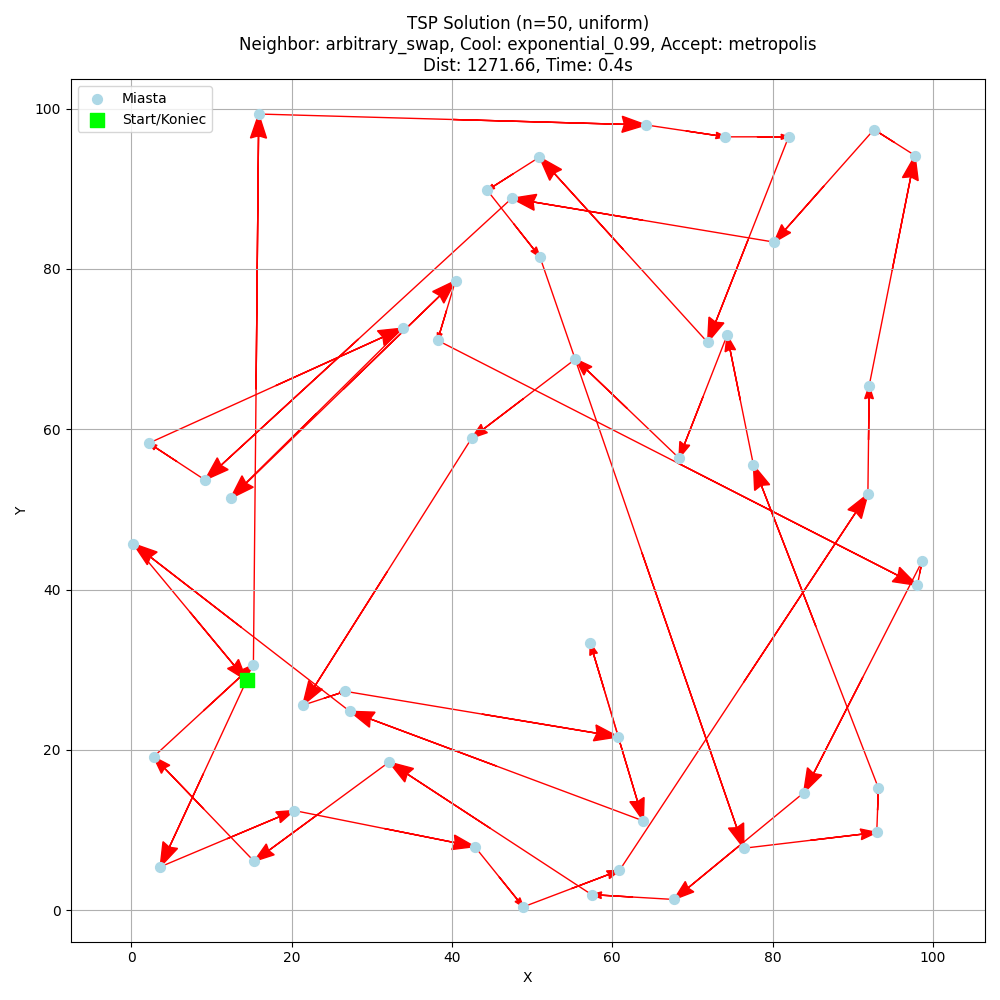 TSP Solution (n=50, uniform)
Neighbor: arbitrary_swap, Cool: exponential_0.99, Accept: metropolis
Dist: 1271.66, Time: 0.4s
Miasta
Start/Koniec
100
80
60
40
20
0
Y
0 20 40 60 80 100
X